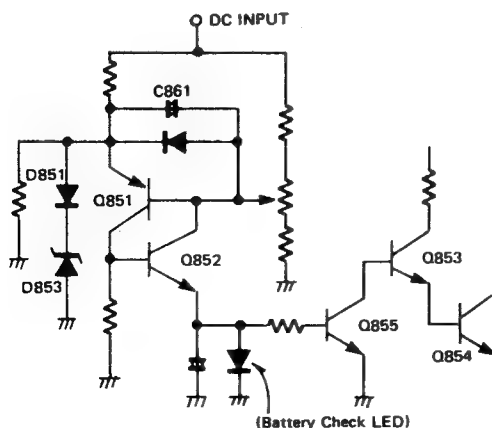 DC INPUT
C861
D851
Q851
Q853
Q852
D853
Q855
Q854
(Battery Check LED)